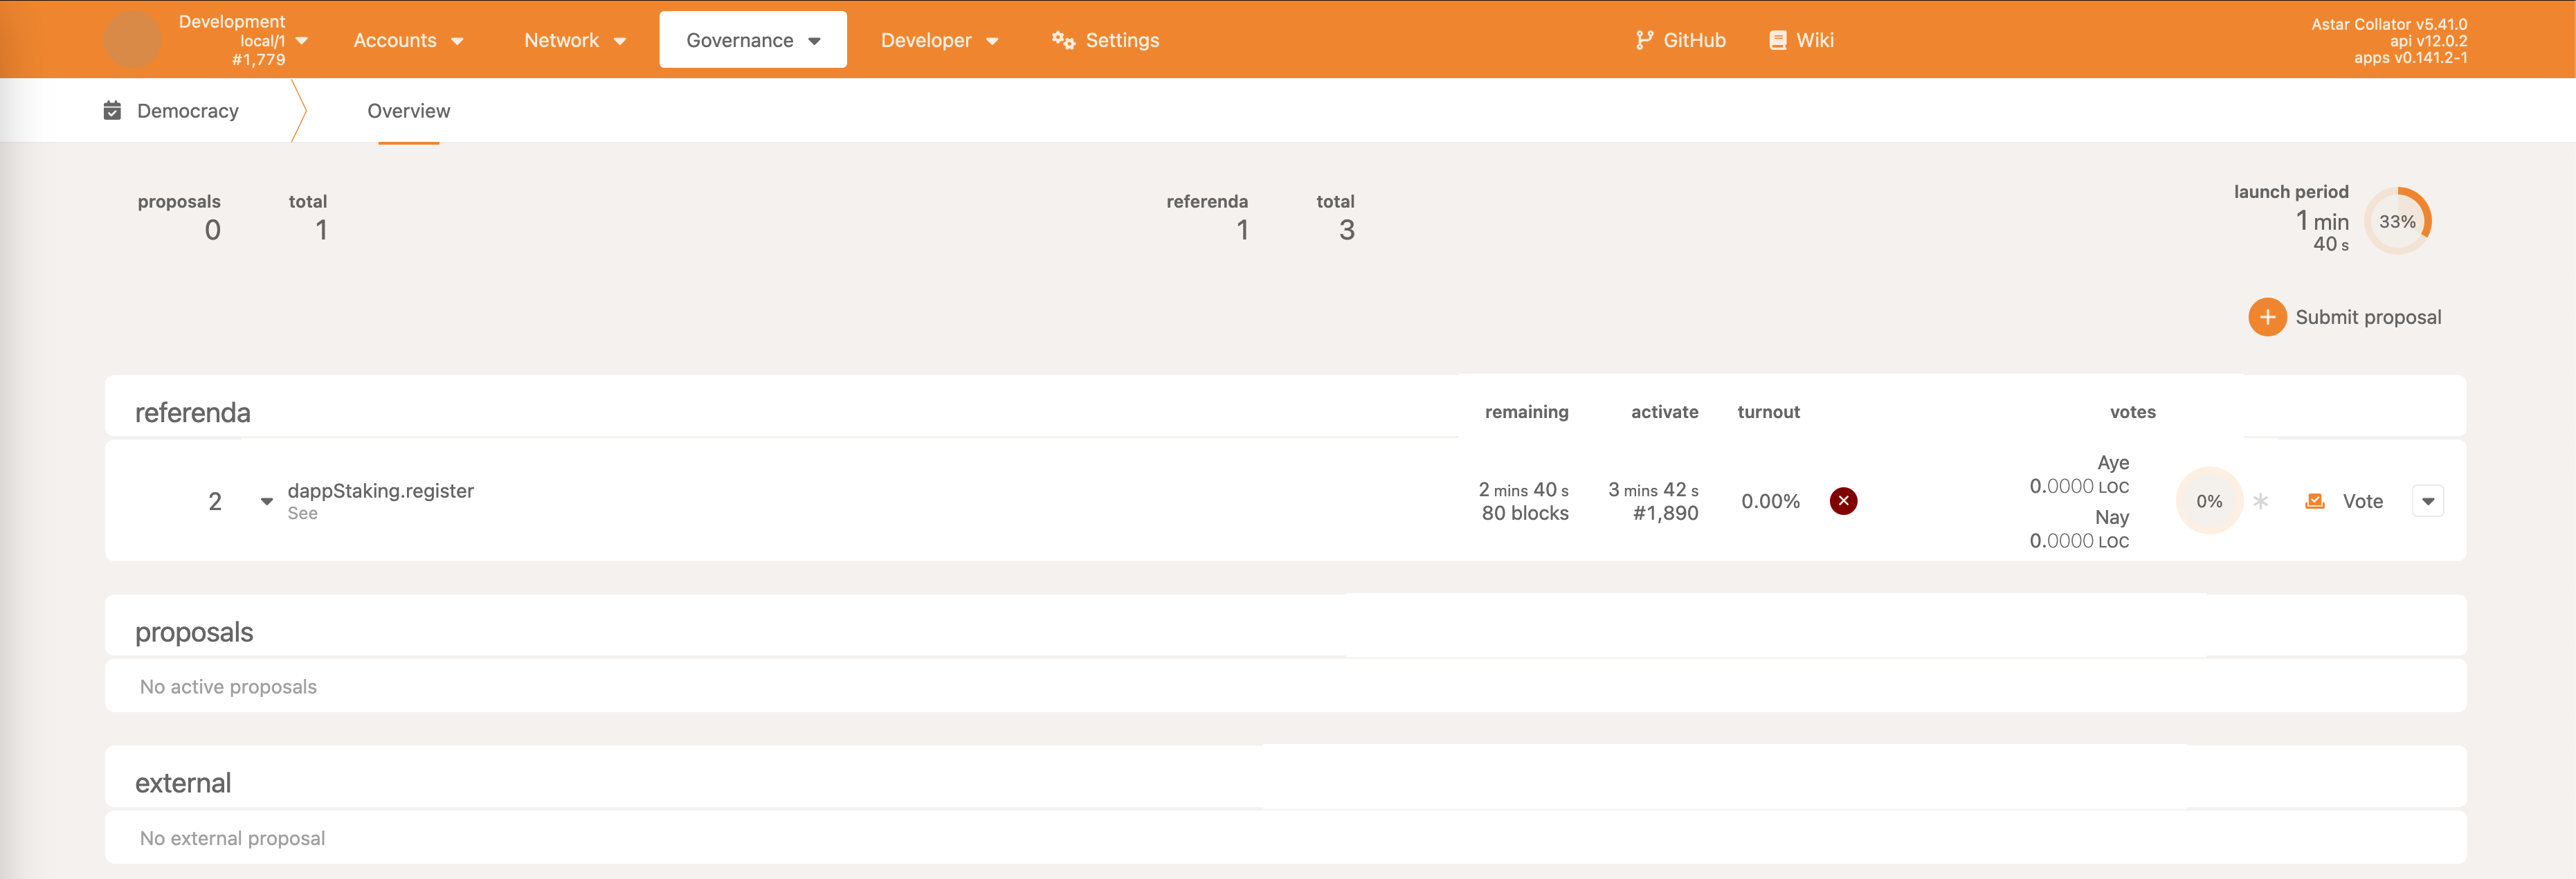 Development
local/1
#1,779
Accounts
Network
Governance
Developer
Settings
GitHub
Wiki
Astar Collator v5.41.0
api v12.0.2
apps v0.141.2-1
Democracy
Overview
proposals
0
total
1
referenda
1
total
3
launch period
1 min
40 s
33%
Submit proposal
referenda
remaining
activate
turnout
votes
2
dappStaking.register
See
2 mins 40 s
80 blocks
3 mins 42 s
#1,890
0.00%
Aye
0.0000 LOC
Nay
0.0000 LOC
0%
Vote
proposals
No active proposals
external
No external proposal